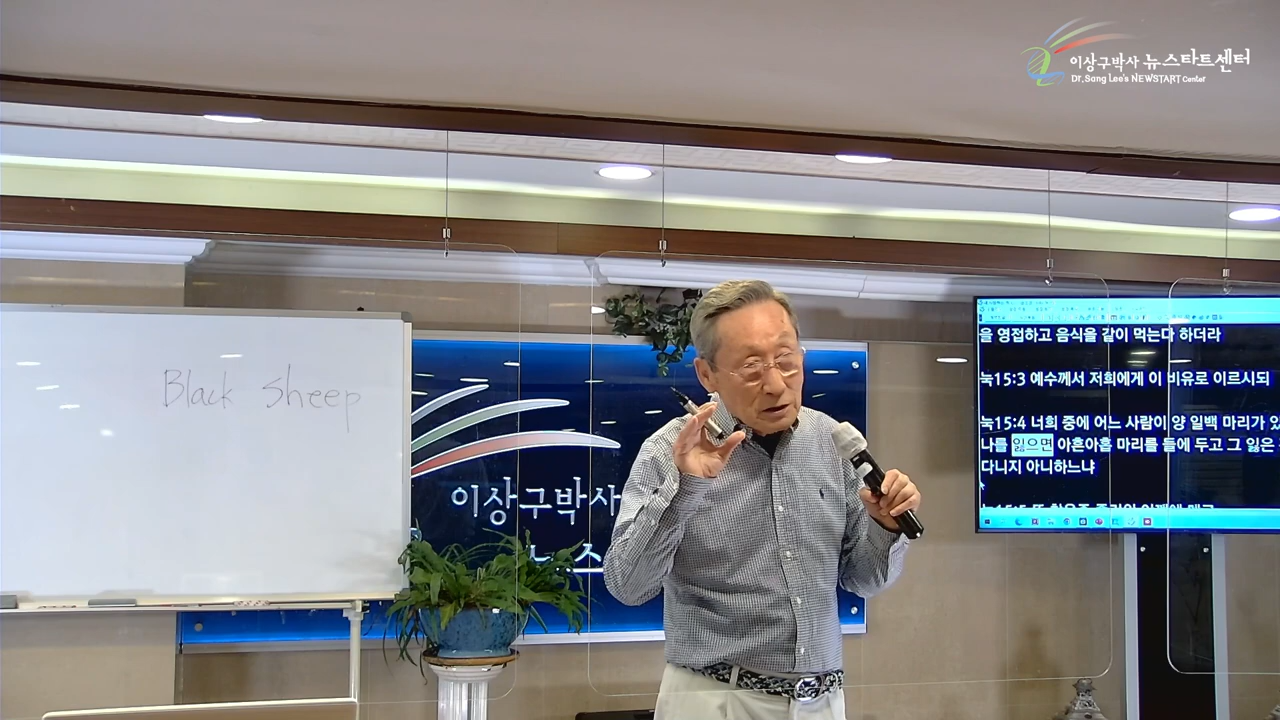 이상구박사 뉴스타트센터
Dr. Sang Lee's NEWSTART Center
Black sheep
이상구박사
을 영접하고 음식을 같이 먹는다 하더라
눅15:3 예수께서 저희에게 이 비유로 이르시되
눅15:4 너희 중에 어느 사람이 양 일백 마리가
나를 잃으면 아흔아홉 마리를 들에 두고 그 잃은
다니지 아니하느냐